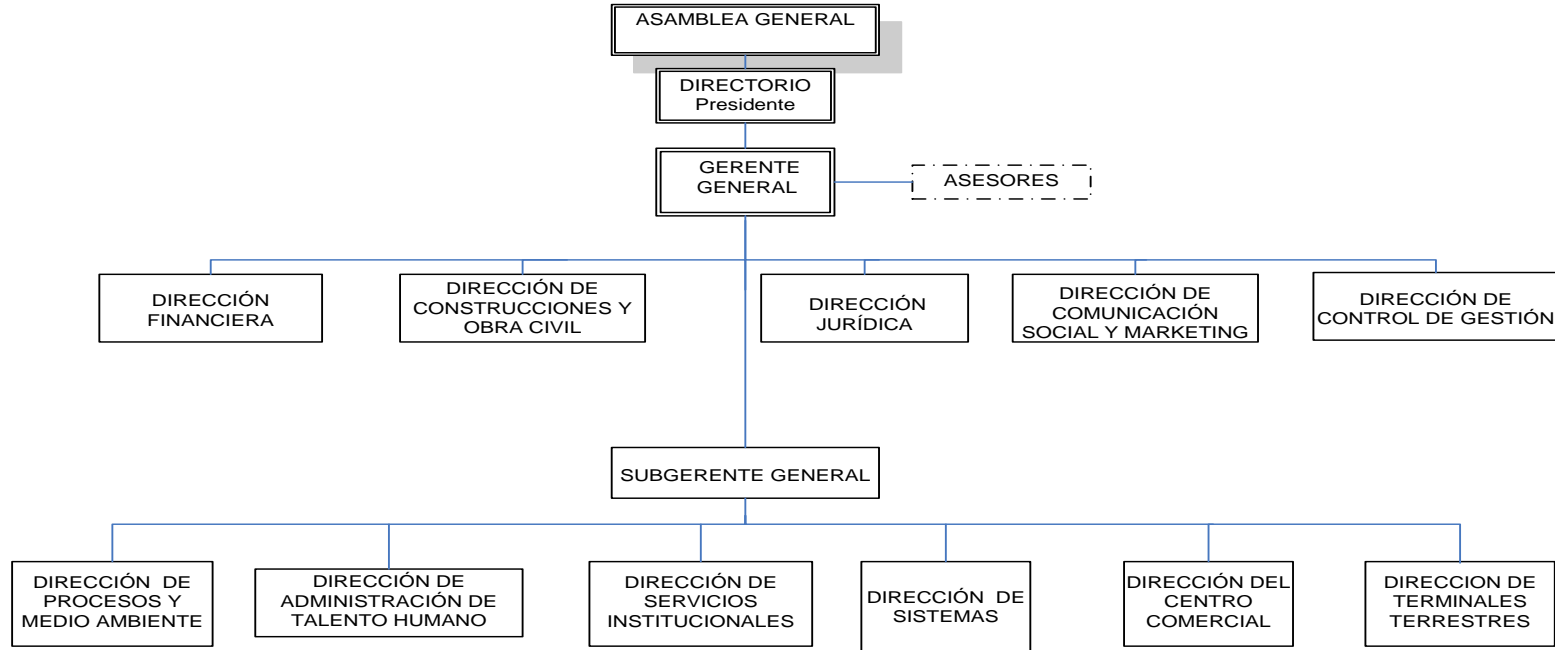 ASAMBLEA GENERAL
DIRECTORIO
Presidente
GERENTE
GENERAL
ASESORES
DIRECCIÓN
FINANCIERA
DIRECCIÓN DE
CONSTRUCCIONES Y
OBRA CIVIL
DIRECCIÓN
JURÍDICA
DIRECCIÓN DE
COMUNICACIÓN
SOCIAL Y MARKETING
DIRECCIÓN DE
CONTROL DE GESTIÓN
SUBGERENTE GENERAL
DIRECCIÓN DE
PROCESOS Y
MEDIO AMBIENTE
DIRECCIÓN DE
ADMINISTRACIÓN DE
TALENTO HUMANO
DIRECCIÓN DE
SERVICIOS
INSTITUCIONALES
DIRECCIÓN DE
SISTEMAS
DIRECCIÓN DEL
CENTRO
COMERCIAL
DIRECCION DE
TERMINALES
TERRESTRES